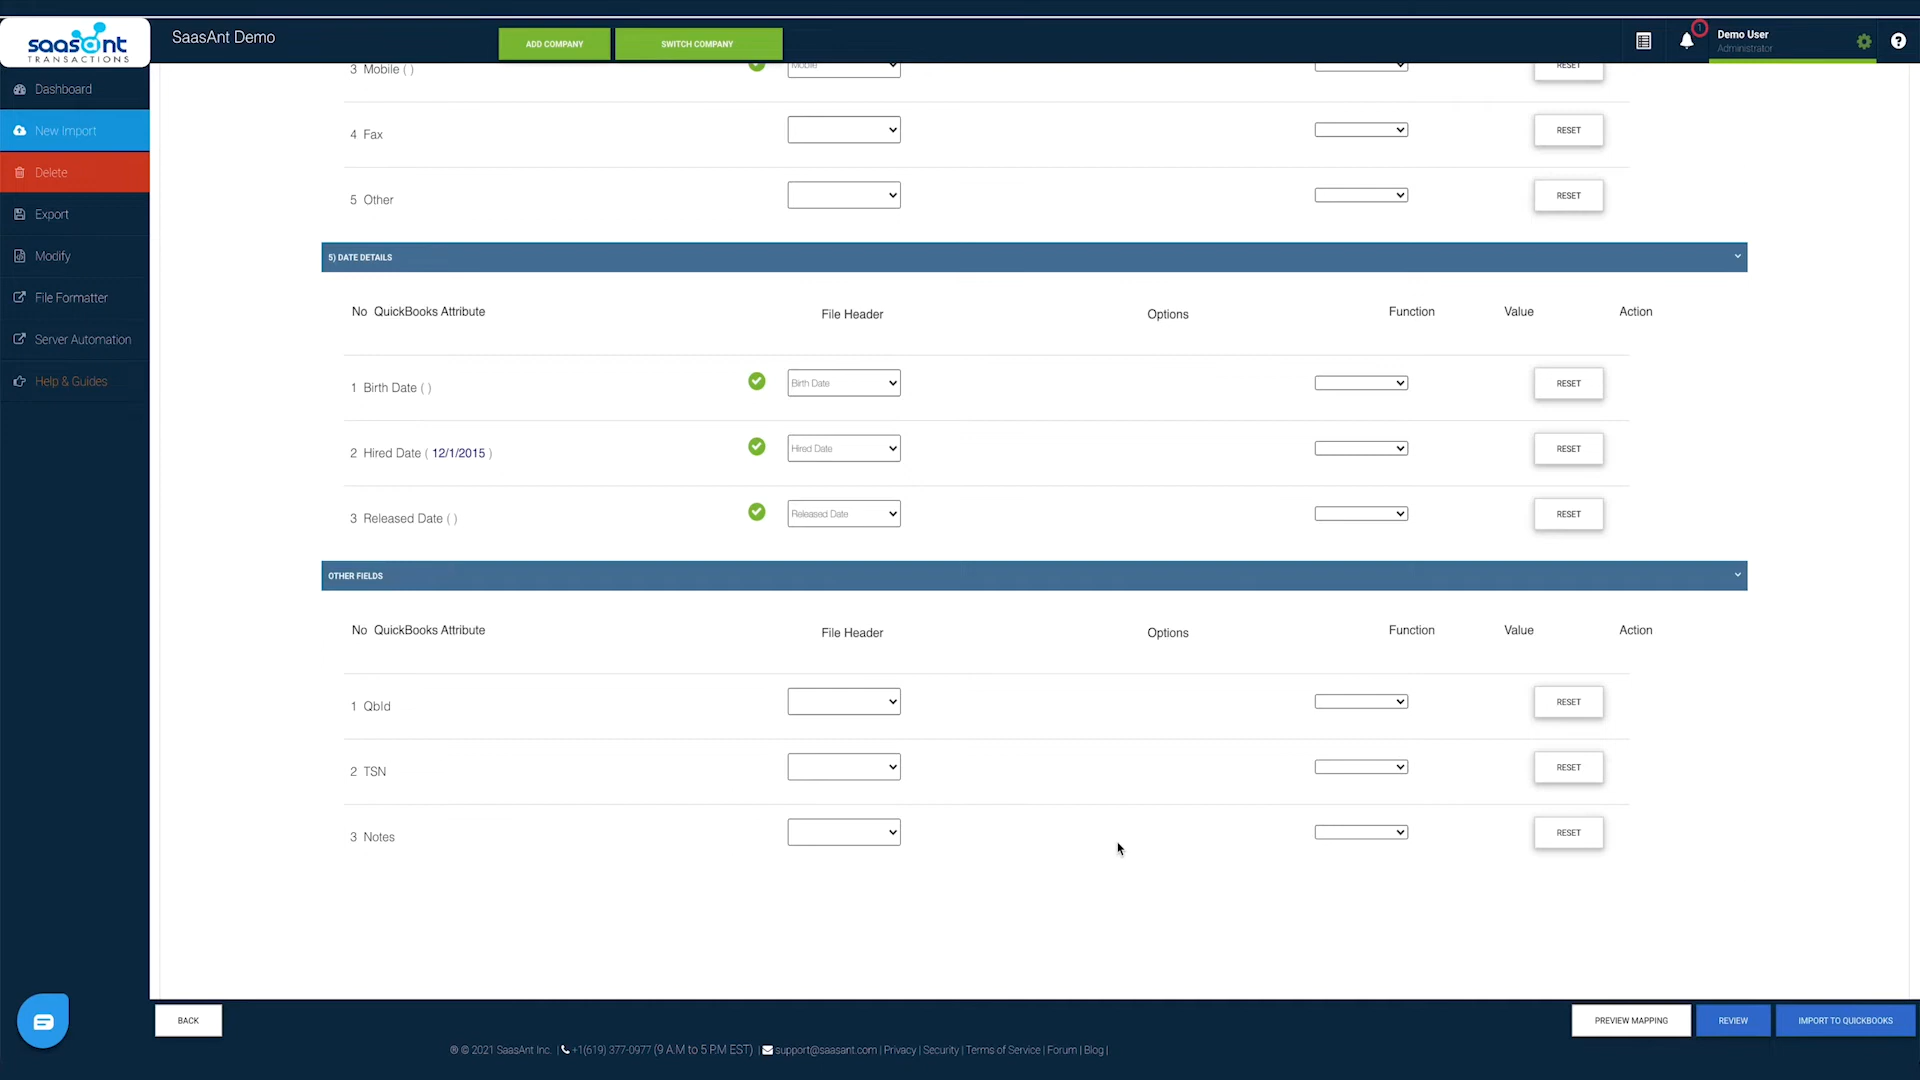 saasant
TRANSACTIONS
SaasAnt Demo
ADD COMPANY
SWITCH COMPANY
1
Demo User
Administrator
Dashboard
New Import
Delete
Export
Modify
File Formatter
Server Automation
Help & Guides
3 Mobile ( )
Mobile
RESET
4 Fax
RESET
5 Other
RESET
5) DATE DETAILS
No QuickBooks Attribute File Header Options Function Value Action
1 Birth Date ( )
Birth Date
RESET
2 Hired Date ( 12/1/2015 )
Hired Date
RESET
3 Released Date ( )
Released Date
RESET
OTHER FIELDS
No QuickBooks Attribute File Header Options Function Value Action
1 QbId
RESET
2 TSN
RESET
3 Notes
RESET
BACK
PREVIEW MAPPING
REVIEW
IMPORT TO QUICKBOOKS
® © 2021 SaasAnt Inc. | +1(619) 377-0977 (9 A.M to 5 P.M EST) | support@saasant.com | Privacy | Security | Terms of Service | Forum | Blog |